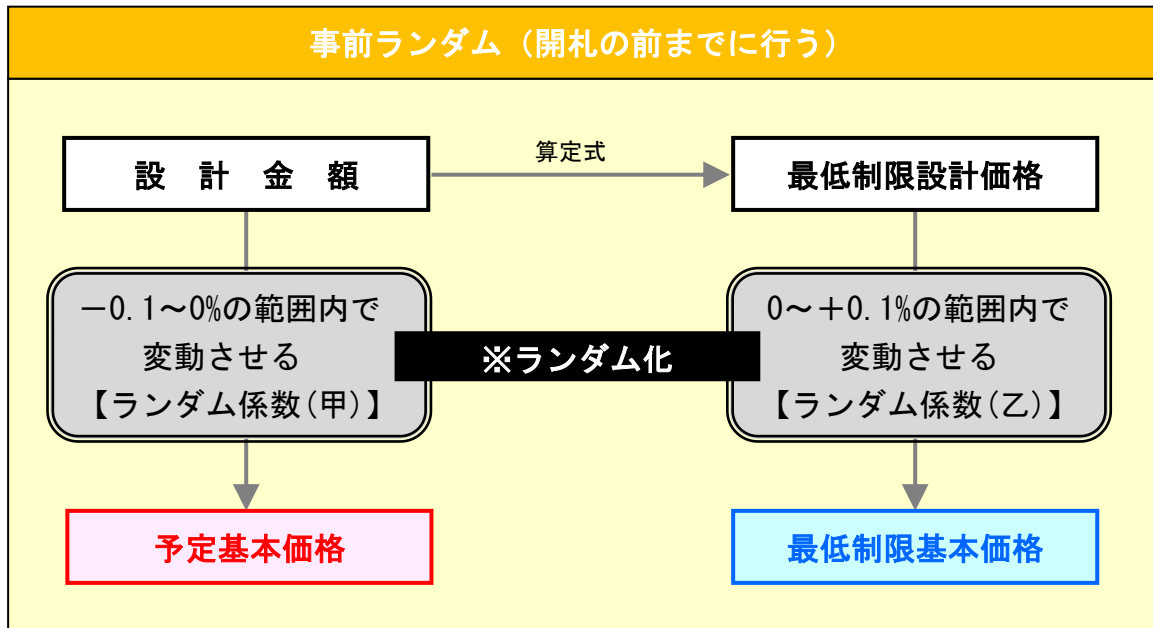 事前ランダム（開札の前までに行う）
設　計　金　額
算定式
最低制限設計価格
－0.1～0%の範囲内で
変動させる
【ランダム係数(甲)】
※ランダム化
0～＋0.1%の範囲内で
変動させる
【ランダム係数(乙)】
予定基本価格
最低制限基本価格